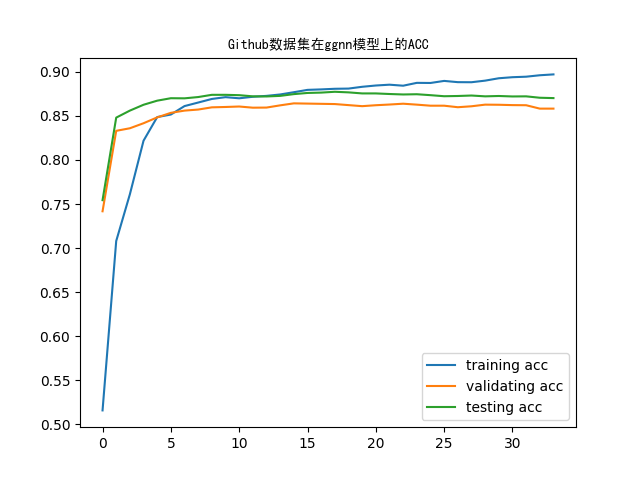 Github数据集在ggnn模型上的ACC
0.90
0.85
0.80
0.75
0.70
0.65
0.60
0.55
0.50
0 5 10 15 20 25 30
training acc
validating acc
testing acc